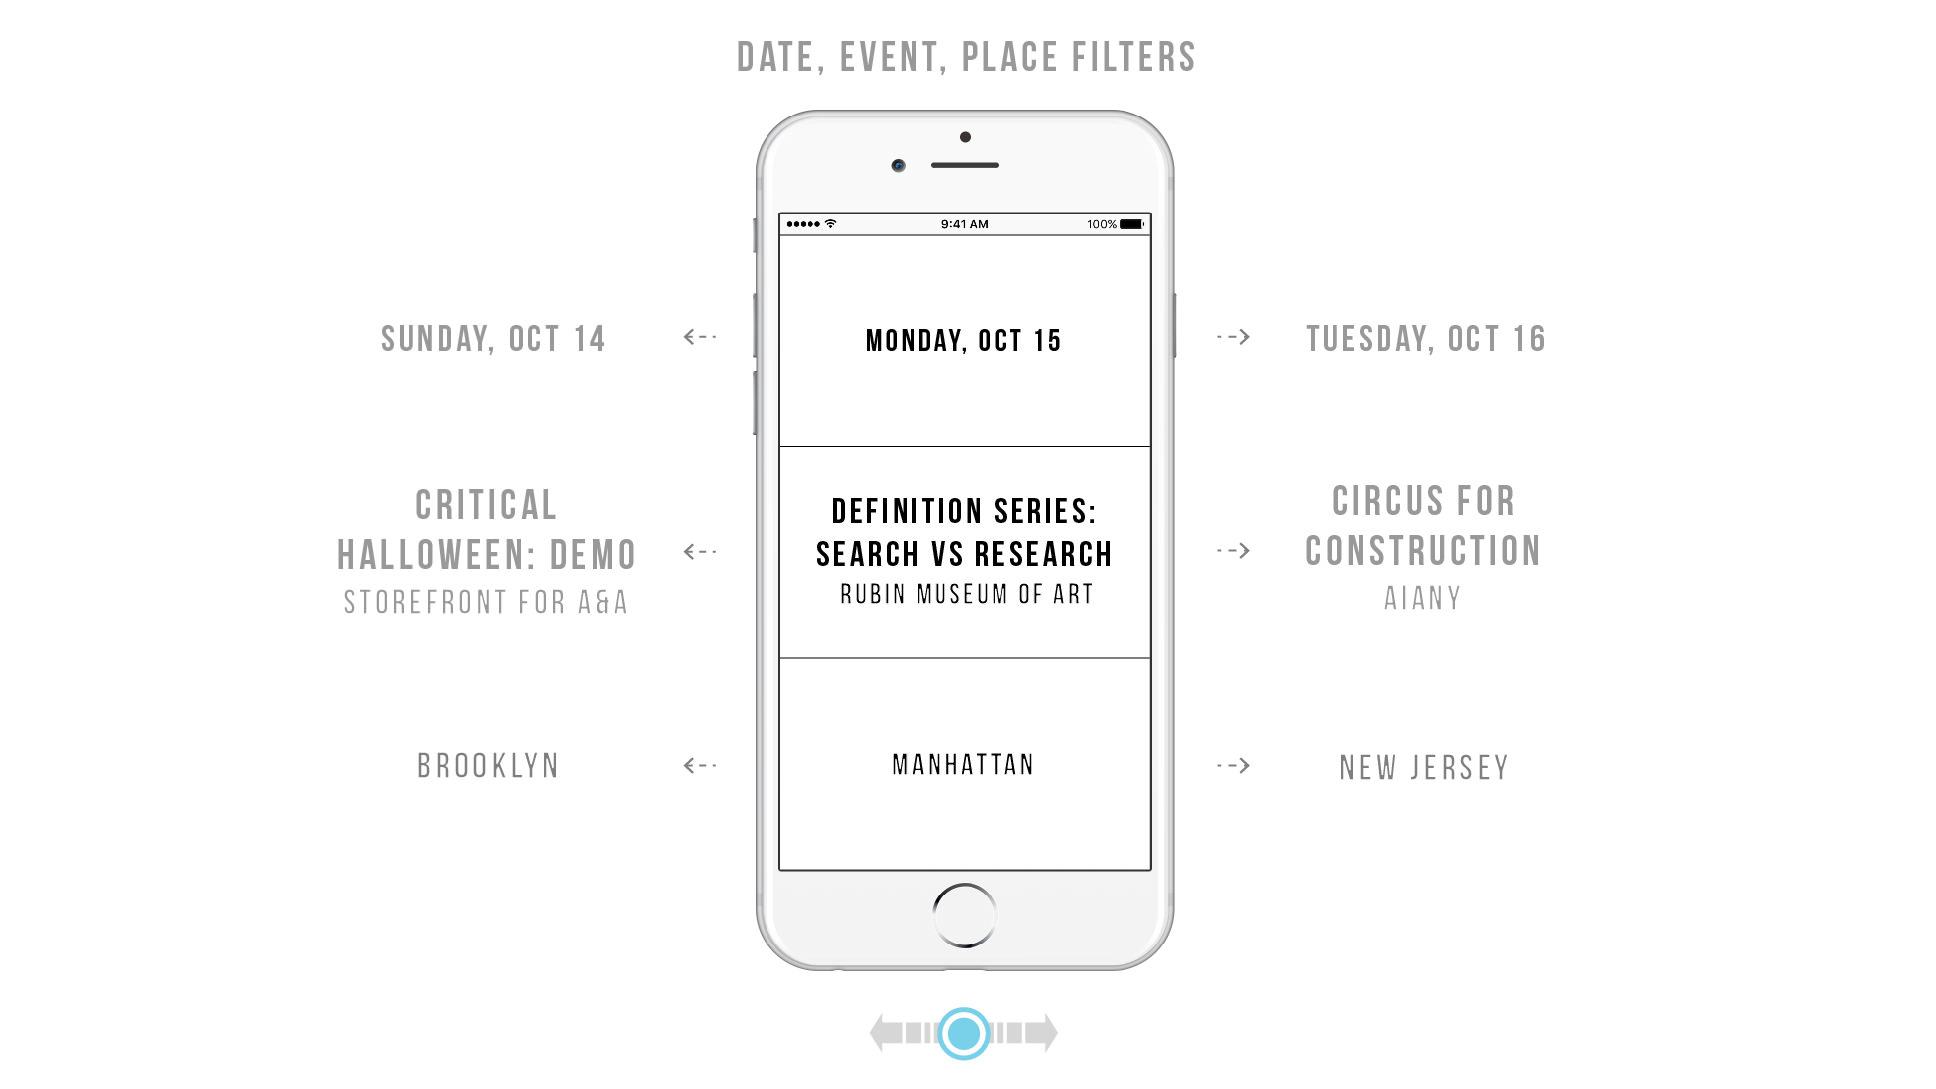 DATE, EVENT, PLACE FILTERS
9:41 AM
100%
SUNDAY, OCT 14
MONDAY, OCT 15
TUESDAY, OCT 16
CRITICAL
HALLOWEEN: DEMO
STOREFRONT FOR A&A
DEFINITION SERIES:
SEARCH VS RESEARCH
RUBIN MUSEUM OF ART
CIRCUS FOR
CONSTRUCTION
AIANY
BROOKLYN
MANHATTAN
NEW JERSEY